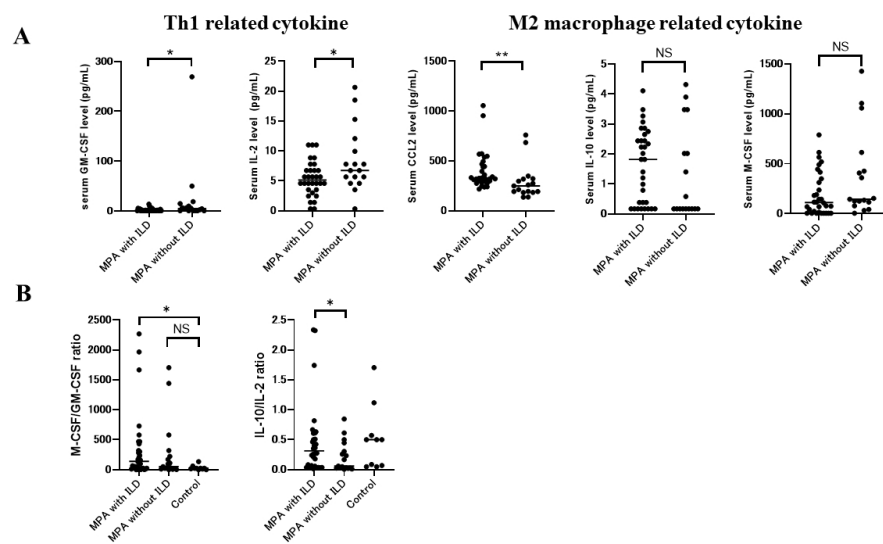 Th1 related cytokine
M2 macrophage related cytokine
A
serum GM-CSF level (pg/mL)
300
200
100
0
*
MPA with ILD
MPA without ILD
Serum IL-2 level (pg/mL)
25
20
15
10
5
0
*
MPA with ILD
MPA without ILD
Serum CCL2 level (pg/mL)
1500
1000
500
0
**
MPA with ILD
MPA without ILD
Serum IL-10 level (pg/mL)
6
4
2
0
NS
MPA with ILD
MPA without ILD
Serum M-CSF level (pg/mL)
1500
1000
500
0
NS
MPA with ILD
MPA without ILD
B
M-CSF/GM-CSF ratio
2500
2000
1500
1000
500
0
*
NS
MPA with ILD
MPA without ILD
Control
IL-10/IL-2 ratio
2.5
2.0
1.5
1.0
0.5
0.0
*
MPA with ILD
MPA without ILD
Control